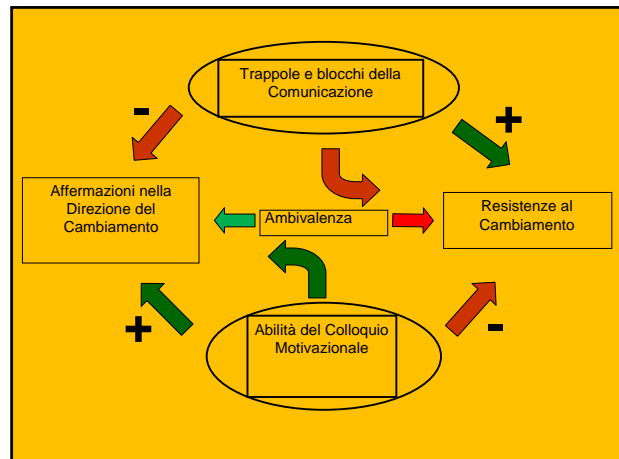 Trappole e blocchi della
Comunicazione
-
+
Affermazioni nella
Direzione del
Cambiamento
Ambivalenza
Resistenze al
Cambiamento
+
Abilità del Colloquio
Motivazionale
-